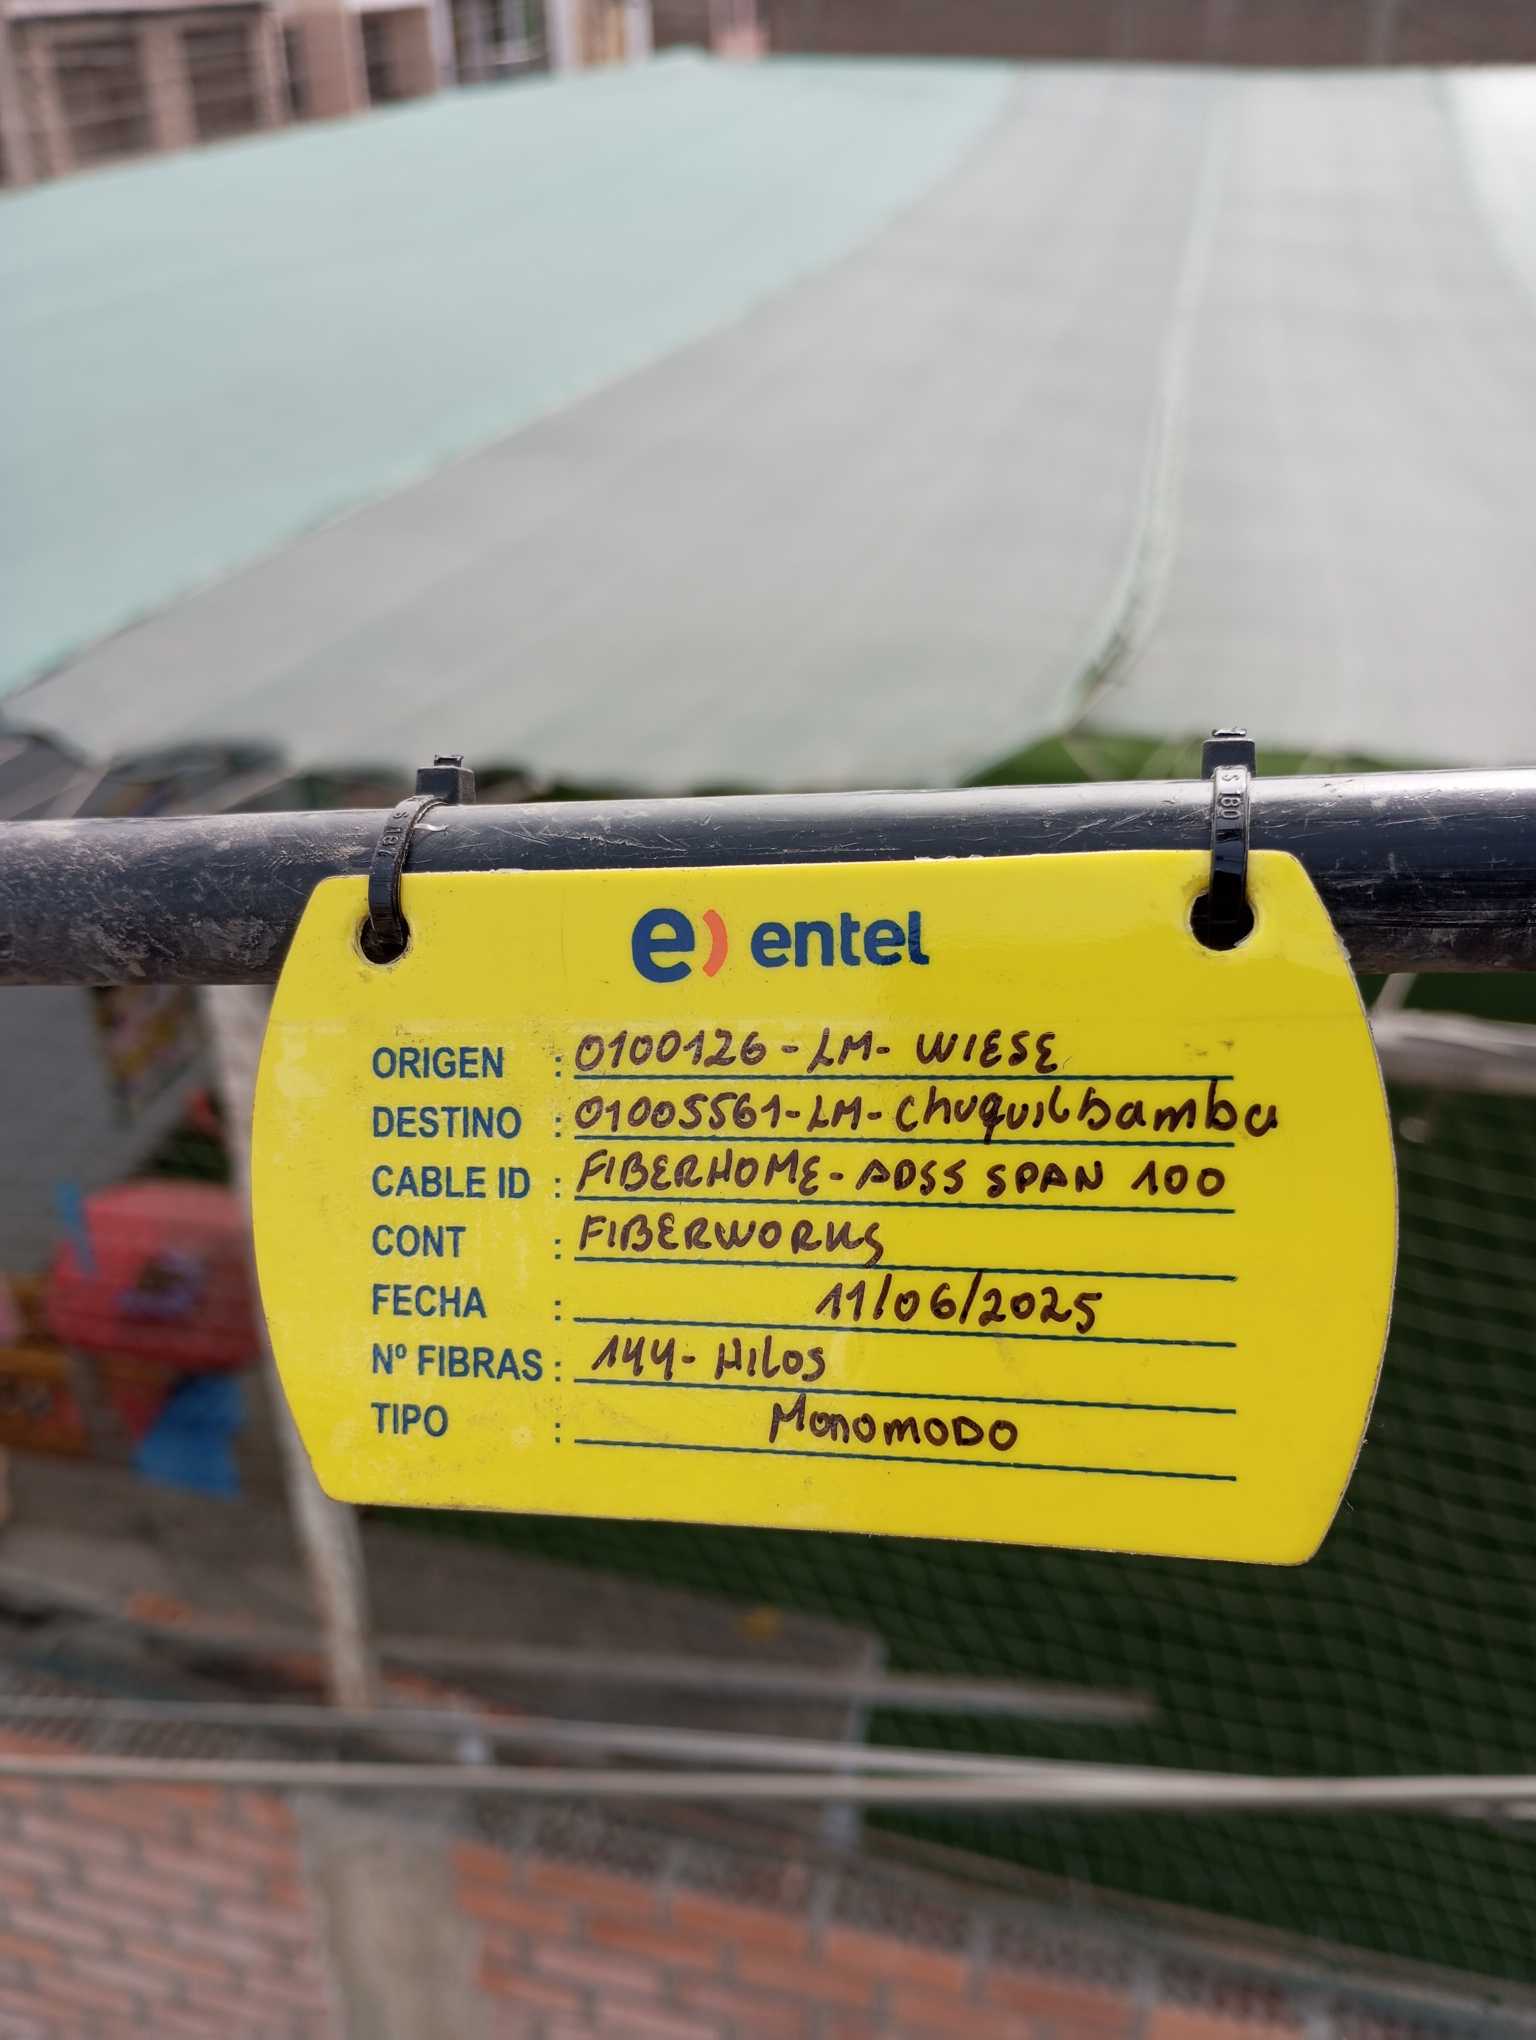 e) entel
ORIGEN : 0100126 - LM - WIESE
DESTINO : 01005561 - LM - Chuquilbamba
CABLE ID : FIBERHOME - ADSS SPAN 100
CONT : FIBERWORKS
FECHA : 11/06/2025
Nº FIBRAS : 144 - Hilos
TIPO : MONOMODO